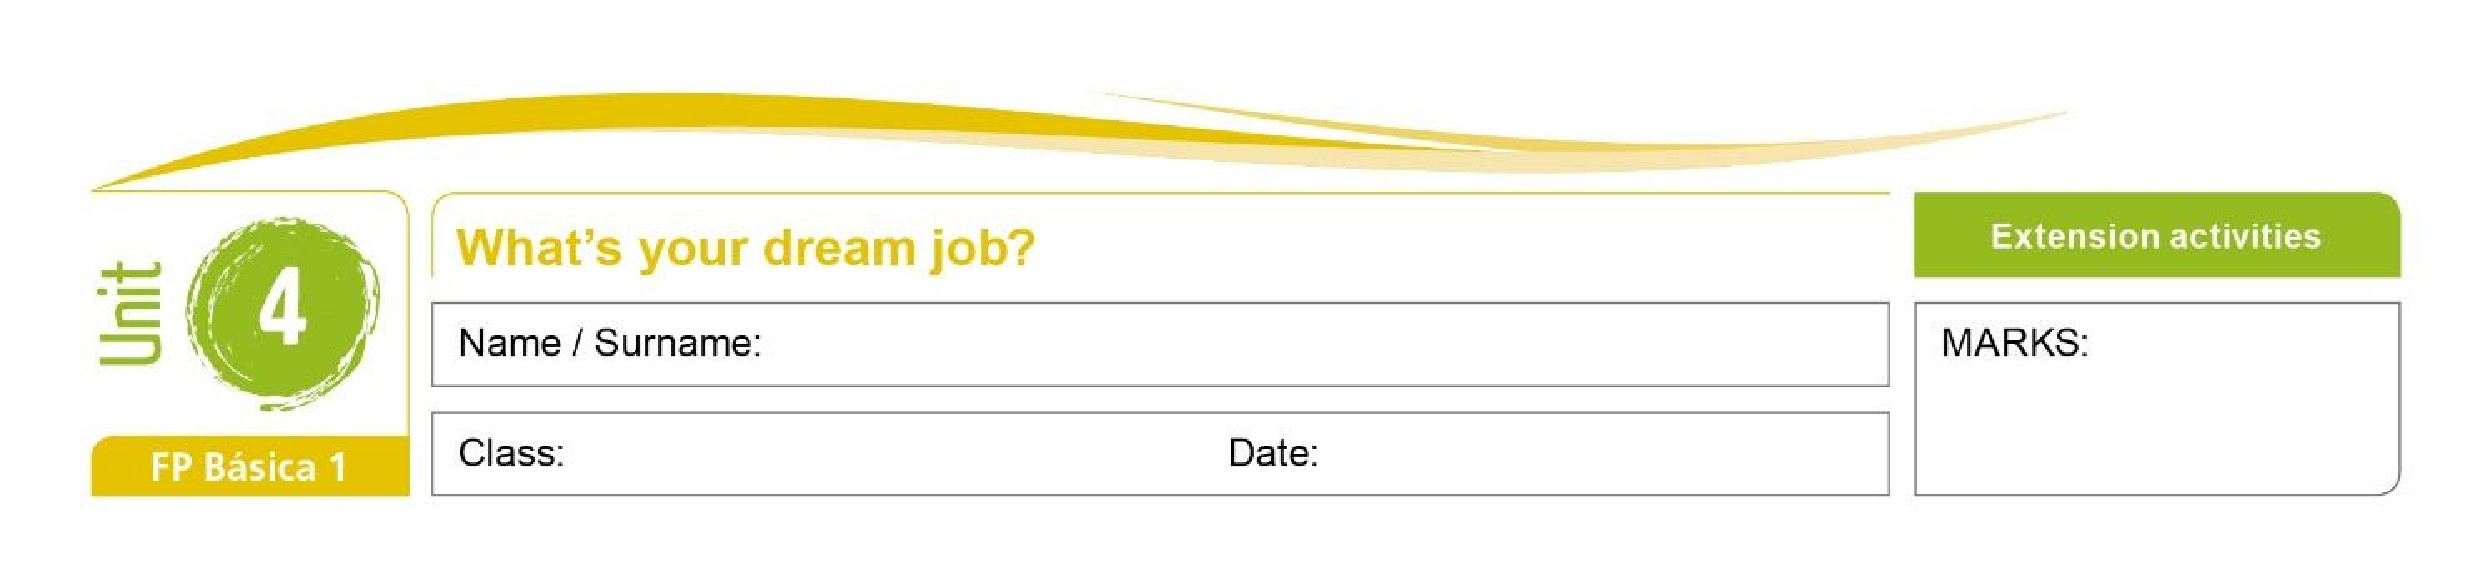 Unit
4
FP Básica 1
What's your dream job?
Extension activities
Name / Surname:
MARKS:
Class:
Date: